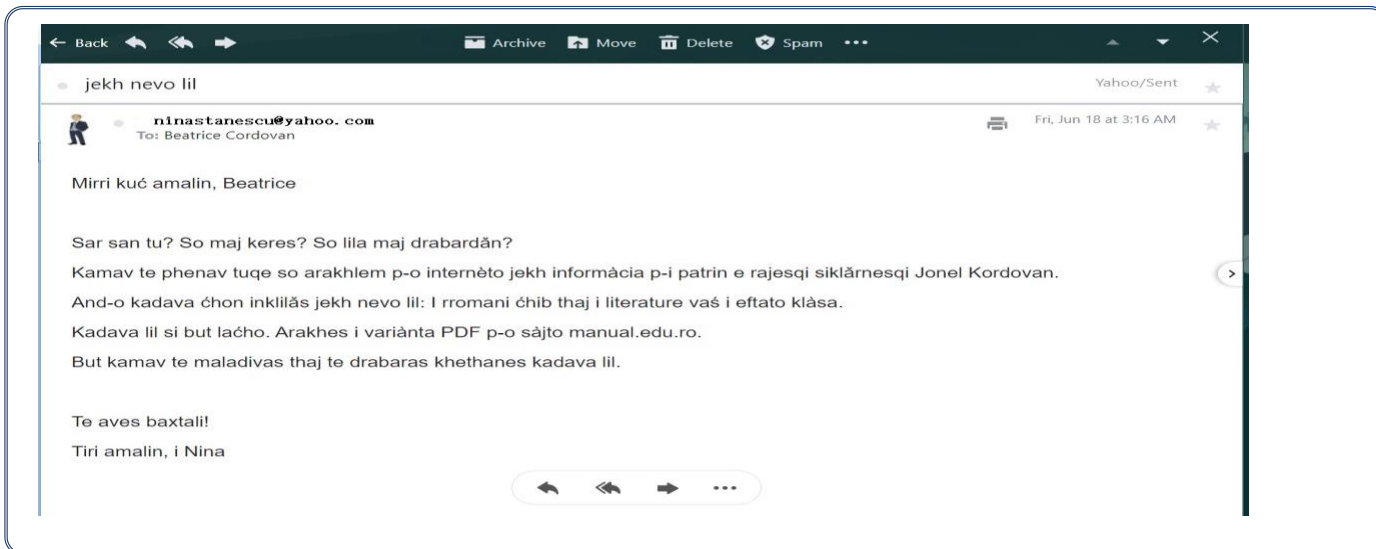 ← Back Archive Move Delete Spam •••
jekh nevo lil Yahoo/Sent
ninastanescu@yahoo.com Fri, Jun 18 at 3:16 AM
To: Beatrice Cordovan
Mirri kuć amalin, Beatrice
Sar san tu? So maj keres? So lila maj drabardăn?
Kamav te phenav tuqe so arakhlem p-o internèto jekh informàcia p-i patrin e rajesqi siklărnesqi Jonel Kordovan.
And-o kadava ćhon inklilăs jekh nevo lil: I rromani ćhib thaj i literature vaś i eftato klàsa.
Kadava lil si but laćho. Arakhes i variànta PDF p-o sàjto manual.edu.ro.
But kamav te maladivas thaj te drabaras khethanes kadava lil.
Te aves baxtali!
Tiri amalin, i Nina